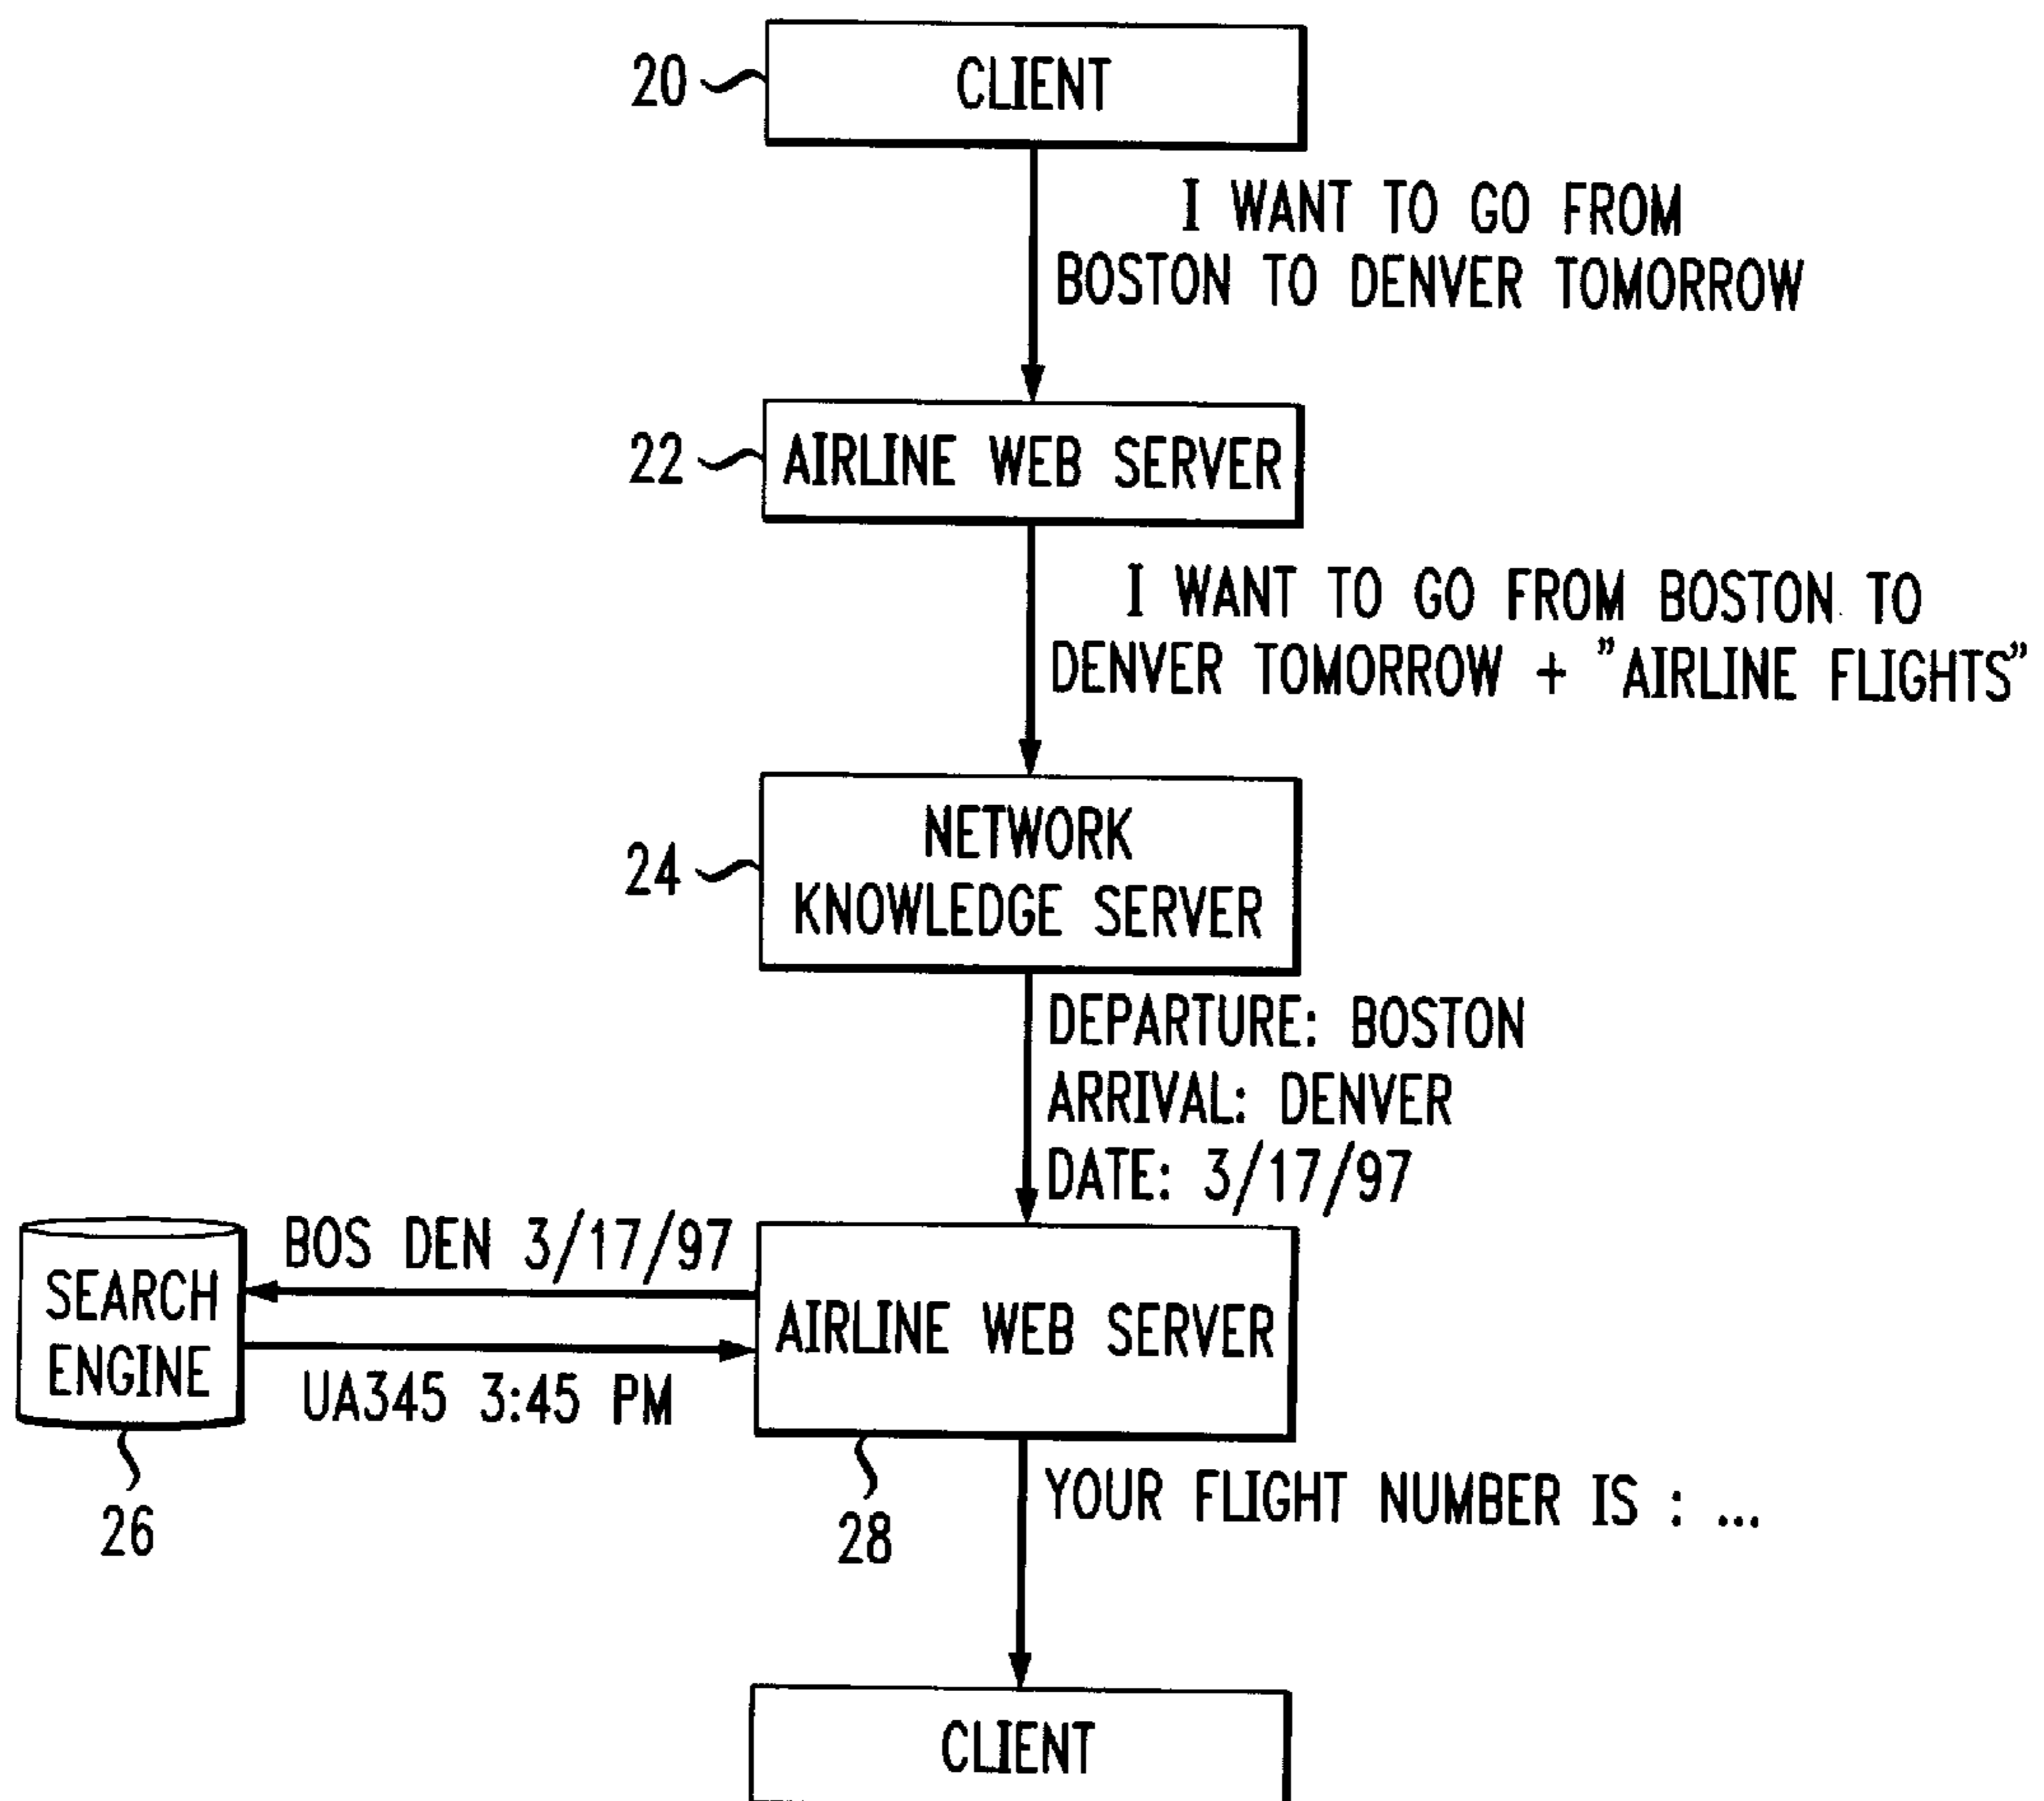 CLIENT
20
I WANT TO GO FROM
BOSTON TO DENVER TOMORROW
22
AIRLINE WEB SERVER
I WANT TO GO FROM BOSTON TO
DENVER TOMORROW + "AIRLINE FLIGHTS"
24
NETWORK
KNOWLEDGE SERVER
DEPARTURE: BOSTON
ARRIVAL: DENVER
DATE: 3/17/97
BOS DEN 3/17/97
SEARCH
ENGINE
AIRLINE WEB SERVER
UA345 3:45 PM
26
28
YOUR FLIGHT NUMBER IS : ...
CLIENT